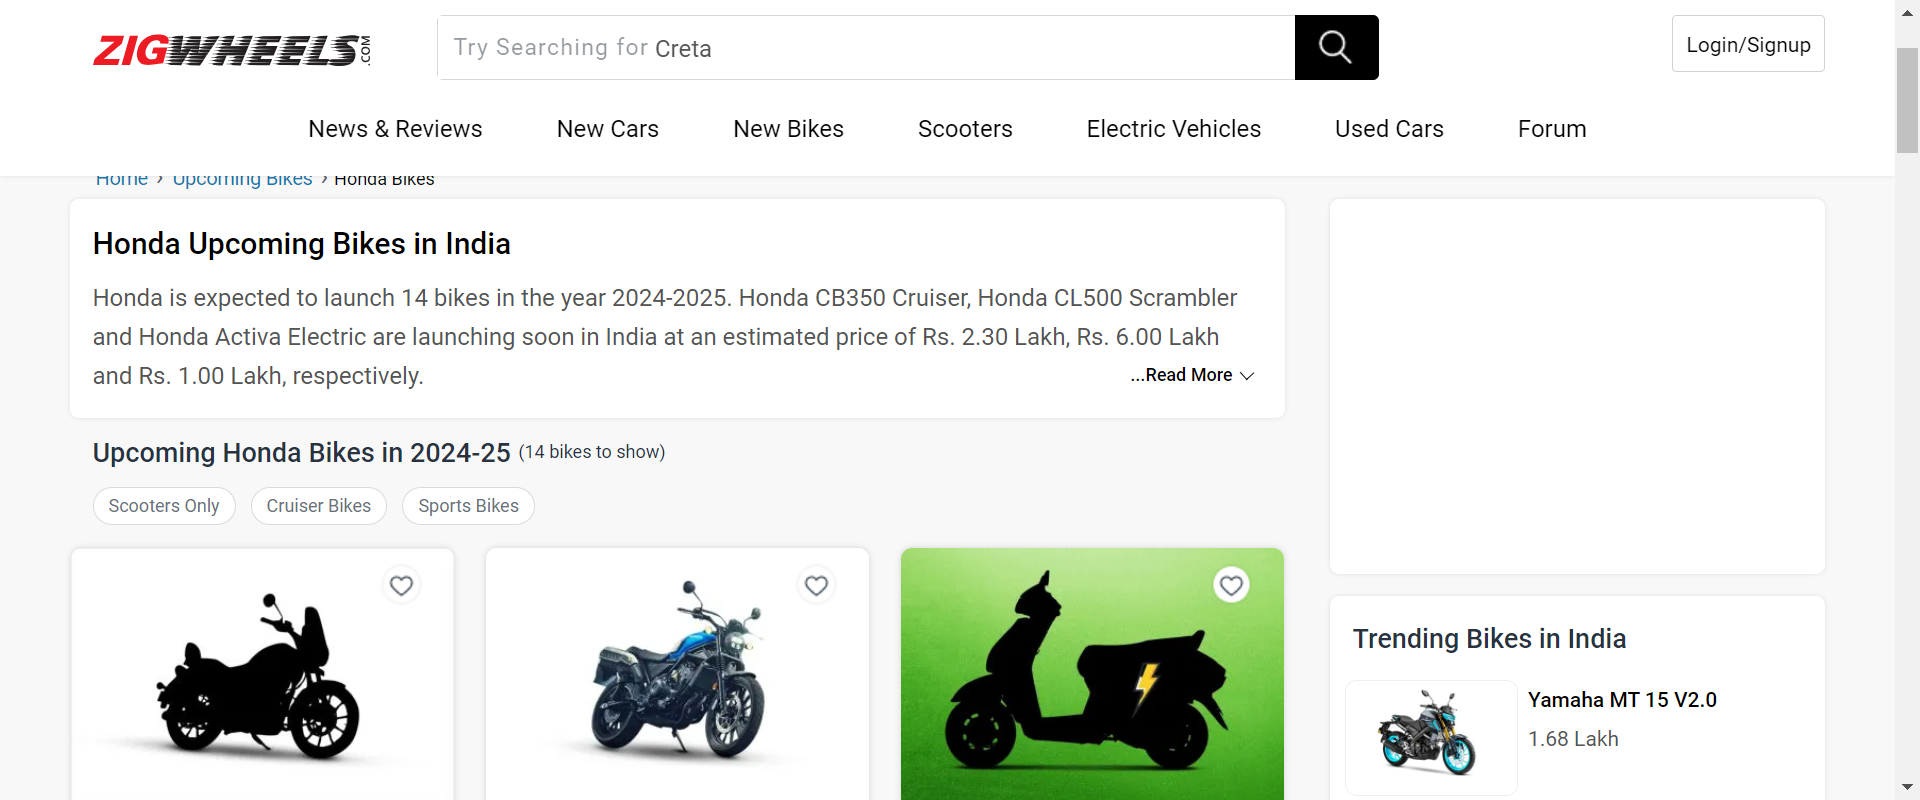 ZIGWHEELS.COM
Try Searching for Creta
Login/Signup
News & Reviews
New Cars
New Bikes
Scooters
Electric Vehicles
Used Cars
Forum
Home › Upcoming Bikes › Honda Bikes
Honda Upcoming Bikes in India
Honda is expected to launch 14 bikes in the year 2024-2025. Honda CB350 Cruiser, Honda CL500 Scrambler
and Honda Activa Electric are launching soon in India at an estimated price of Rs. 2.30 Lakh, Rs. 6.00 Lakh
and Rs. 1.00 Lakh, respectively.
...Read More
Upcoming Honda Bikes in 2024-25 (14 bikes to show)
Scooters Only
Cruiser Bikes
Sports Bikes
Trending Bikes in India
Yamaha MT 15 V2.0
1.68 Lakh